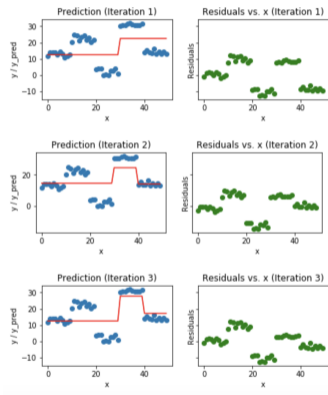 Prediction (Iteration 1)
Residuals vs. x (Iteration 1)
y / y_pred
30
20
10
0
−10
0
20
40
x
Residuals
0
20
40
x
Prediction (Iteration 2)
Residuals vs. x (Iteration 2)
y / y_pred
20
0
0
20
40
x
Residuals
0
20
40
x
Prediction (Iteration 3)
Residuals vs. x (Iteration 3)
y / y_pred
30
20
10
0
−10
0
20
40
x
Residuals
0
20
40
x